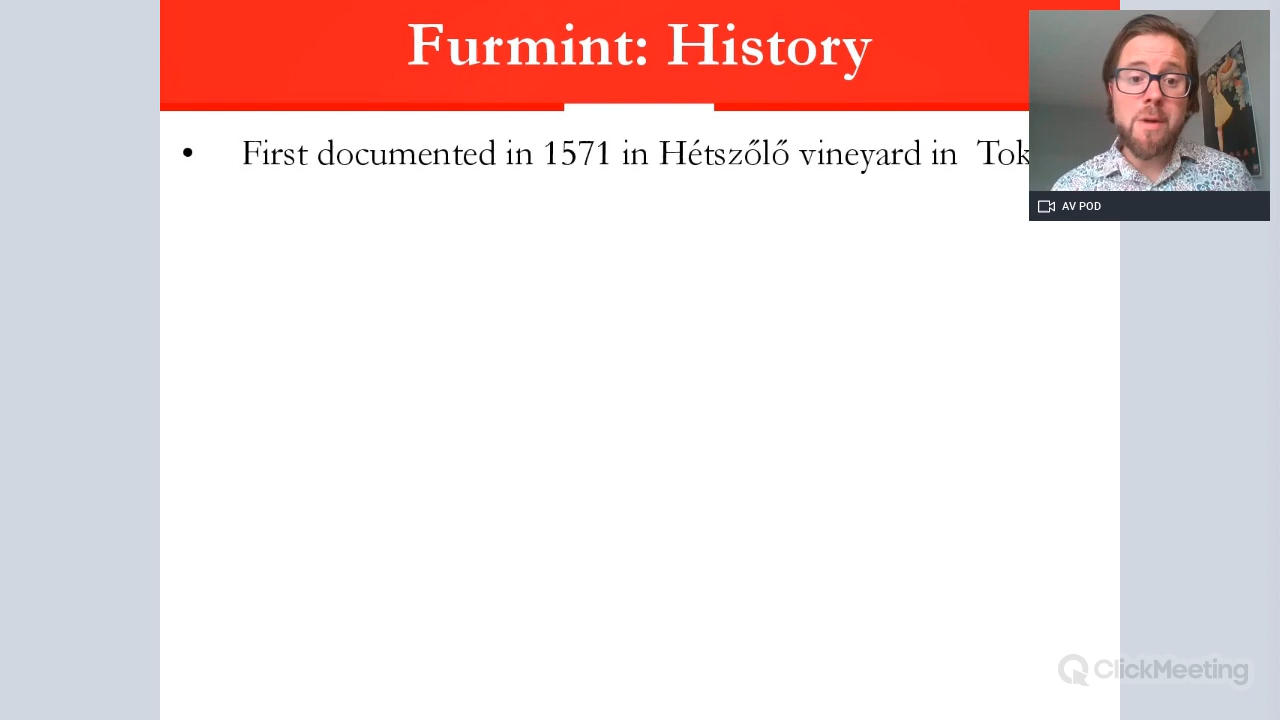 Furmint: History
• First documented in 1571 in Hétszőlő vineyard in Tok
AV POD
ClickMeeting